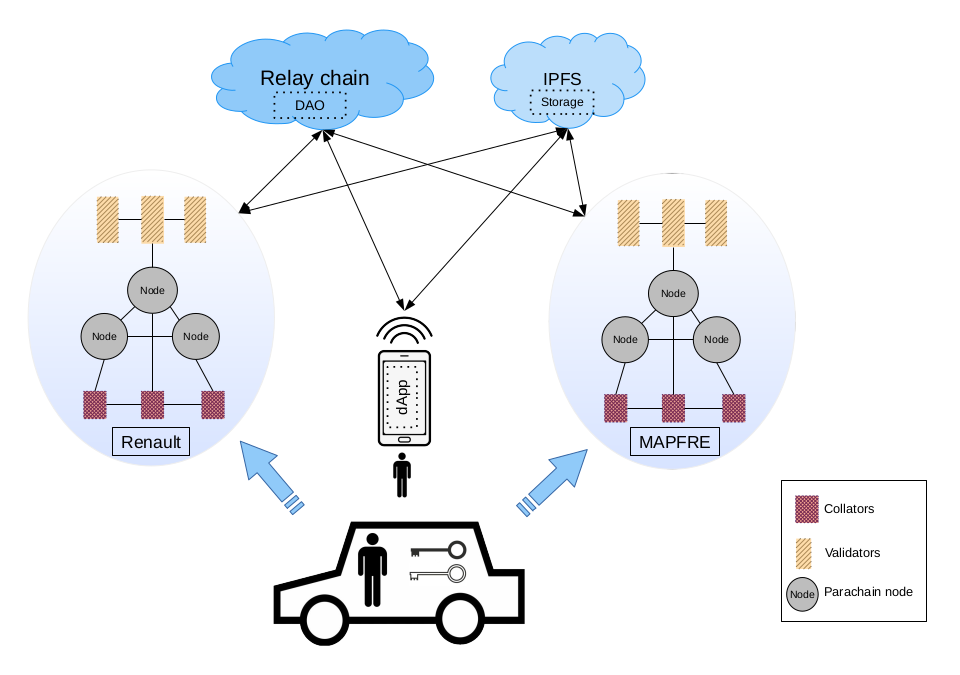 Relay chain
DAO
IPFS
Storage
Node
Node
Node
Renault
dApp
Node
Node
Node
MAPFRE
Collators
Validators
Node
Parachain node